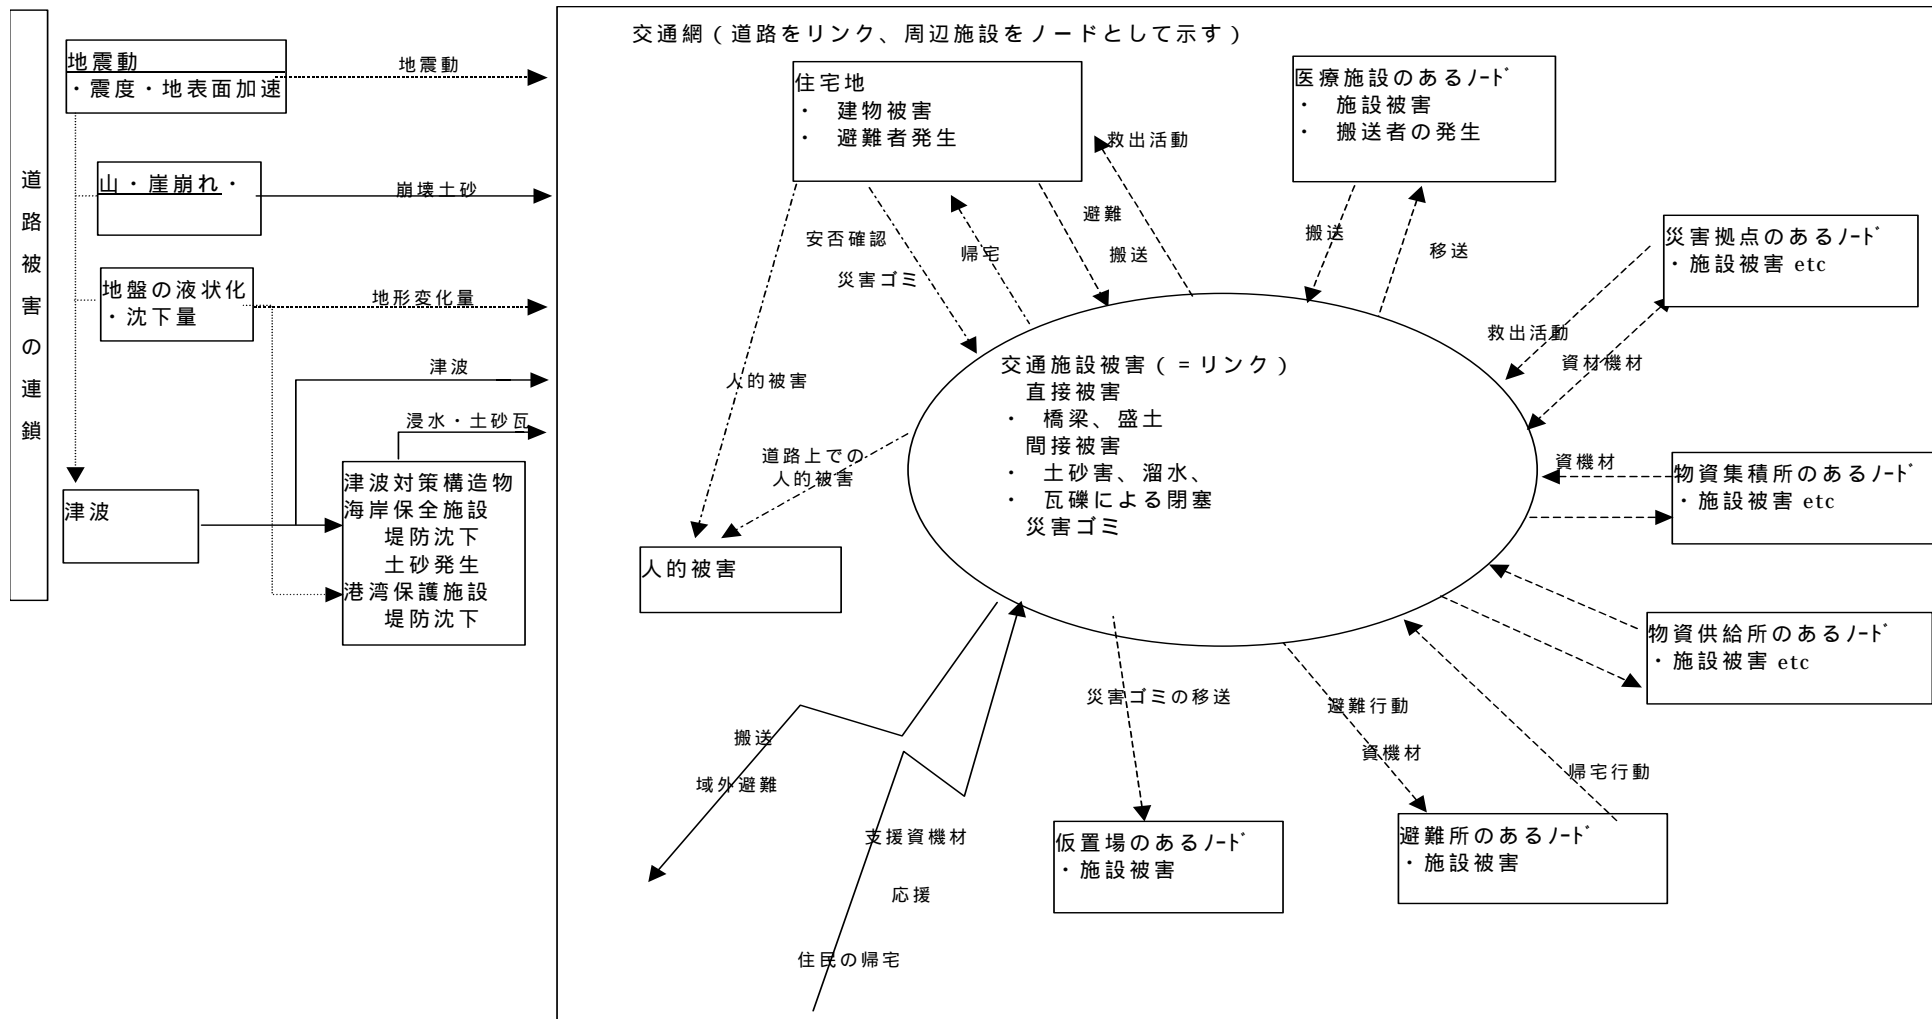 道路被害の連鎖
地震動
・震度・地表面加速
地震動
山・崖崩れ・
崩壊土砂
地盤の液状化
・沈下量
地形変化量
津波
浸水・土砂瓦
津波
津波対策構造物
海岸保全施設
堤防沈下
土砂発生
港湾保護施設
堤防沈下
交通網(道路をリンク、周辺施設をノードとして示す)
住宅地
・ 建物被害
・ 避難者発生
医療施設のあるノード
・ 施設被害
・ 搬送者の発生
救出活動
避難
搬送
安否確認
災害ゴミ
帰宅
搬送
移送
災害拠点のあるノード
・施設被害 etc
救出活動
資材機材
人的被害
道路上での
人的被害
人的被害
交通施設被害(=リンク)
直接被害
・ 橋梁、盛土
間接被害
・ 土砂害、溜水、
・ 瓦礫による閉塞
災害ゴミ
資機材
物資集積所のあるノード
・施設被害 etc
物資供給所のあるノード
・施設被害 etc
搬送
域外避難
支援資機材
応援
住民の帰宅
災害ゴミの移送
避難行動
資機材
帰宅行動
仮置場のあるノード
・施設被害
避難所のあるノード
・施設被害